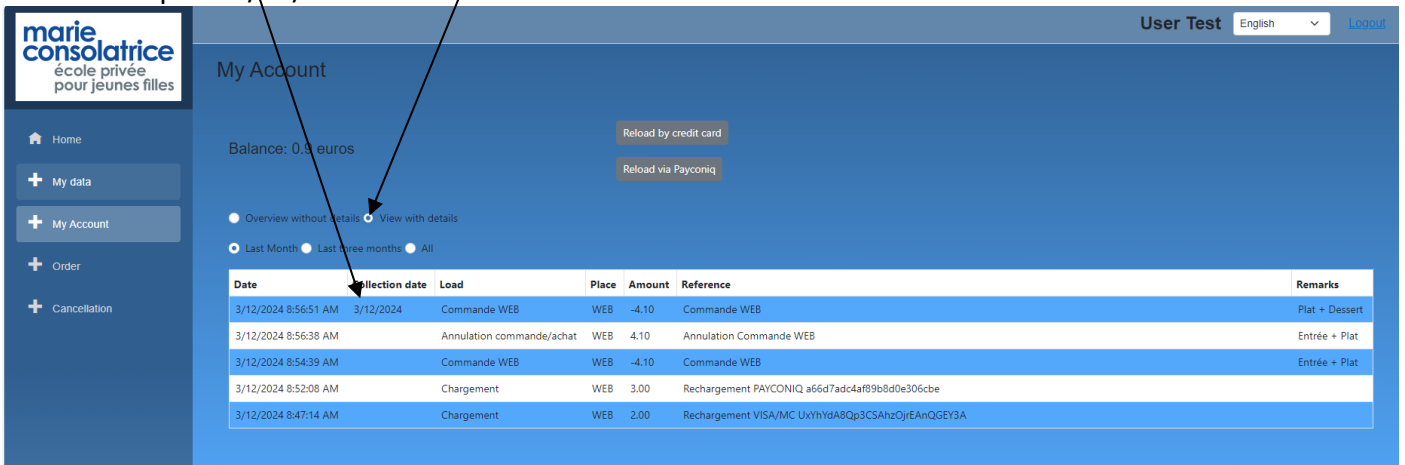 User Test English Logout
marie
consolatrice
école privée
pour jeunes filles
My Account
Home
My data
My Account
Order
Cancellation
Balance: 0.9 euros
Reload by credit card
Reload via Payconiq
Overview without details View with details
Last Month Last three months All
Date Collection date Load Place Amount Reference Remarks
3/12/2024 8:56:51 AM 3/12/2024 Commande WEB WEB -4.10 Commande WEB Plat + Dessert
3/12/2024 8:56:38 AM Annulation commande/achat WEB 4.10 Annulation Commande WEB Entrée + Plat
3/12/2024 8:54:39 AM Commande WEB WEB -4.10 Commande WEB Entrée + Plat
3/12/2024 8:52:08 AM Chargement WEB 3.00 Rechargement PAYCONIQ a66d7adc4af89b8d0e306cbe
3/12/2024 8:47:14 AM Chargement WEB 2.00 Rechargement VISA/MC UxYhYdA8Qp3CSAhzOjrEAnQGEY3A